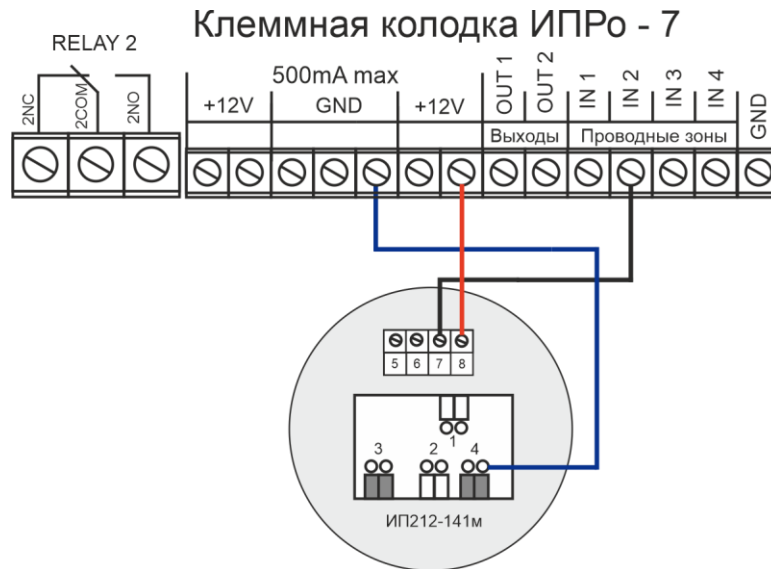 Клеммная колодка ИПРо - 7
RELAY 2
2NC
2COM
2NO
500mA max
+12V
GND
+12V
OUT 1
OUT 2
IN 1
IN 2
IN 3
IN 4
GND
Выходы
Проводные зоны
5 6 7 8
1
3 2 4
ИП212-141м